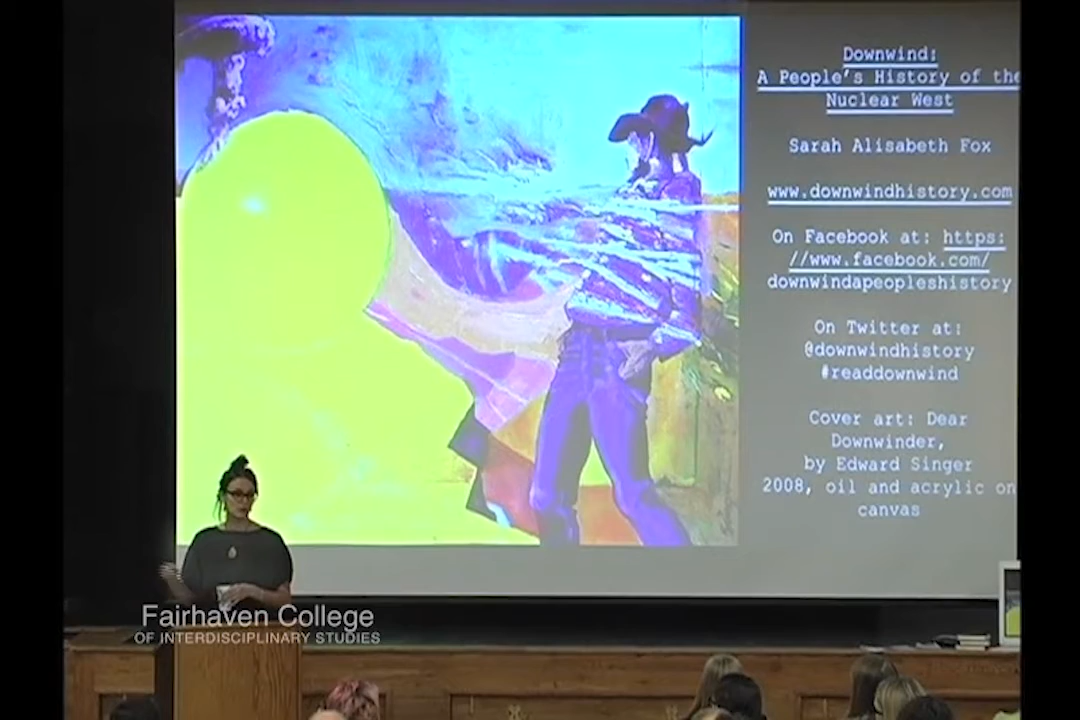 Downwind:
A People's History of the
Nuclear West
Sarah Alisabeth Fox
www.downwindhistory.com
On Facebook at: https:
//www.facebook.com/
downwindapeopleshistory
On Twitter at:
@downwindhistory
#readdownwind
Cover art: Dear
Downwinder,
by Edward Singer
2008, oil and acrylic on
canvas
Fairhaven College
OF INTERDISCIPLINARY STUDIES